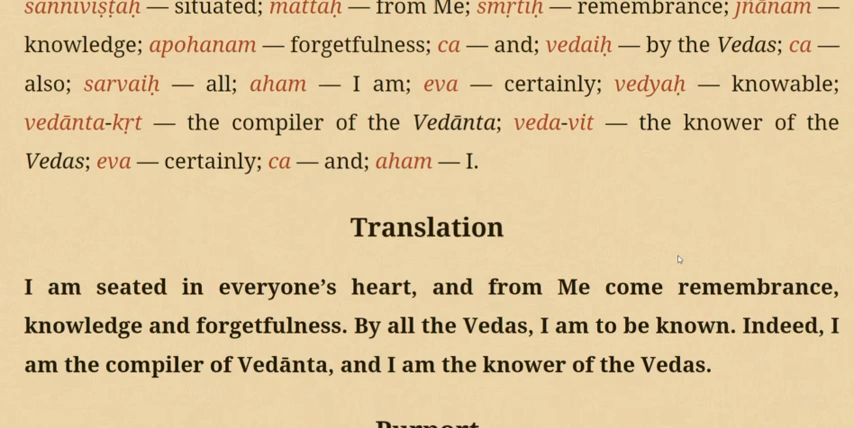 sanniviṣṭaḥ — situated; mattaḥ — from Me; smṛtiḥ — remembrance; jñānam —
knowledge; apohanam — forgetfulness; ca — and; vedaiḥ — by the Vedas; ca —
also; sarvaiḥ — all; aham — I am; eva — certainly; vedyaḥ — knowable;
vedānta-kṛt — the compiler of the Vedānta; veda-vit — the knower of the
Vedas; eva — certainly; ca — and; aham — I.
Translation
I am seated in everyone’s heart, and from Me come remembrance,
knowledge and forgetfulness. By all the Vedas, I am to be known. Indeed, I
am the compiler of Vedānta, and I am the knower of the Vedas.
Purport